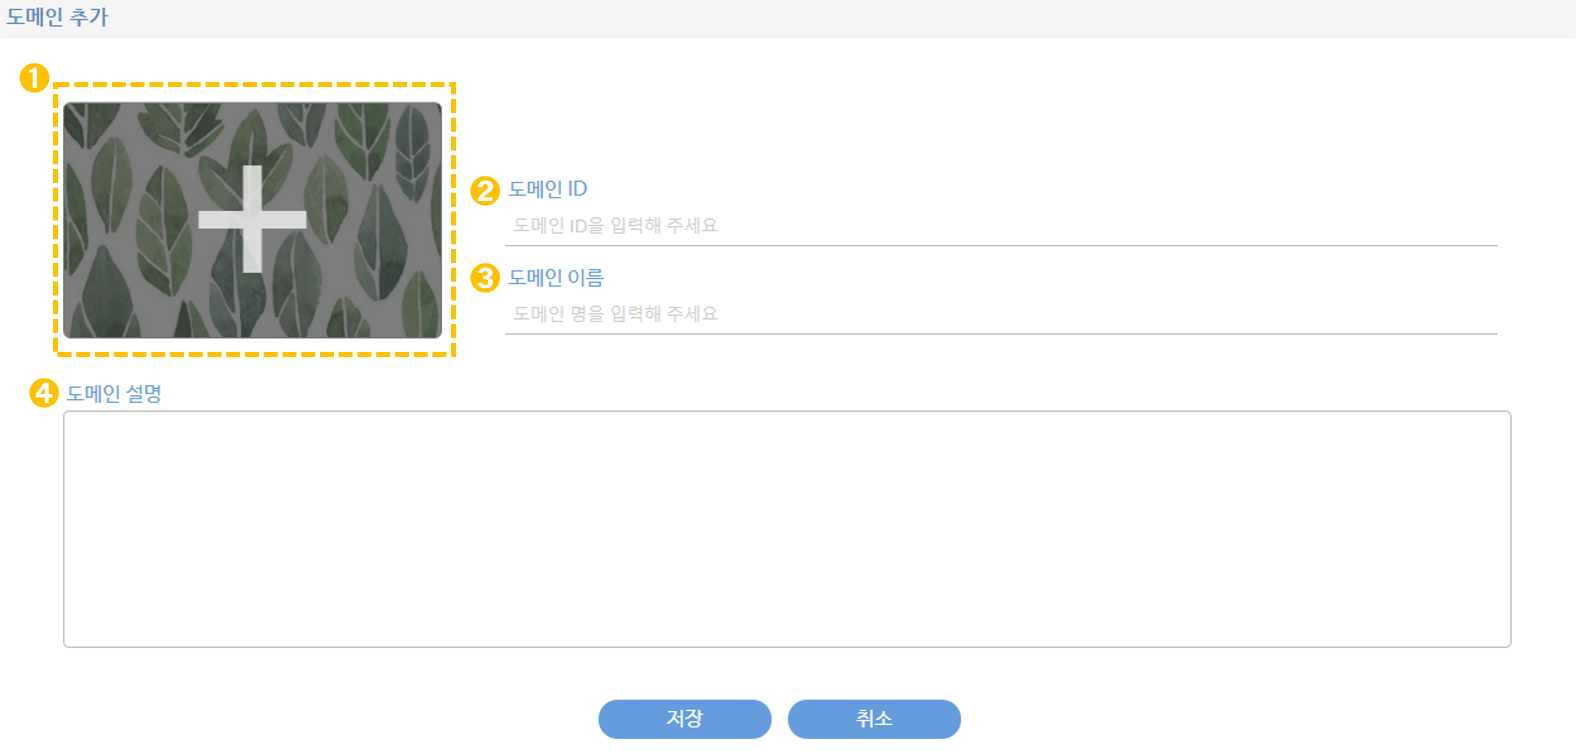 도메인 추가
1
2 도메인 ID
도메인 ID을 입력해 주세요
3 도메인 이름
도메인 명을 입력해 주세요
4 도메인 설명
저장 취소